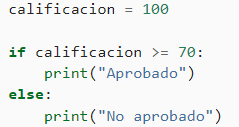 calificacion = 100
if calificacion >= 70:
    print("Aprobado")
else:
    print("No aprobado")